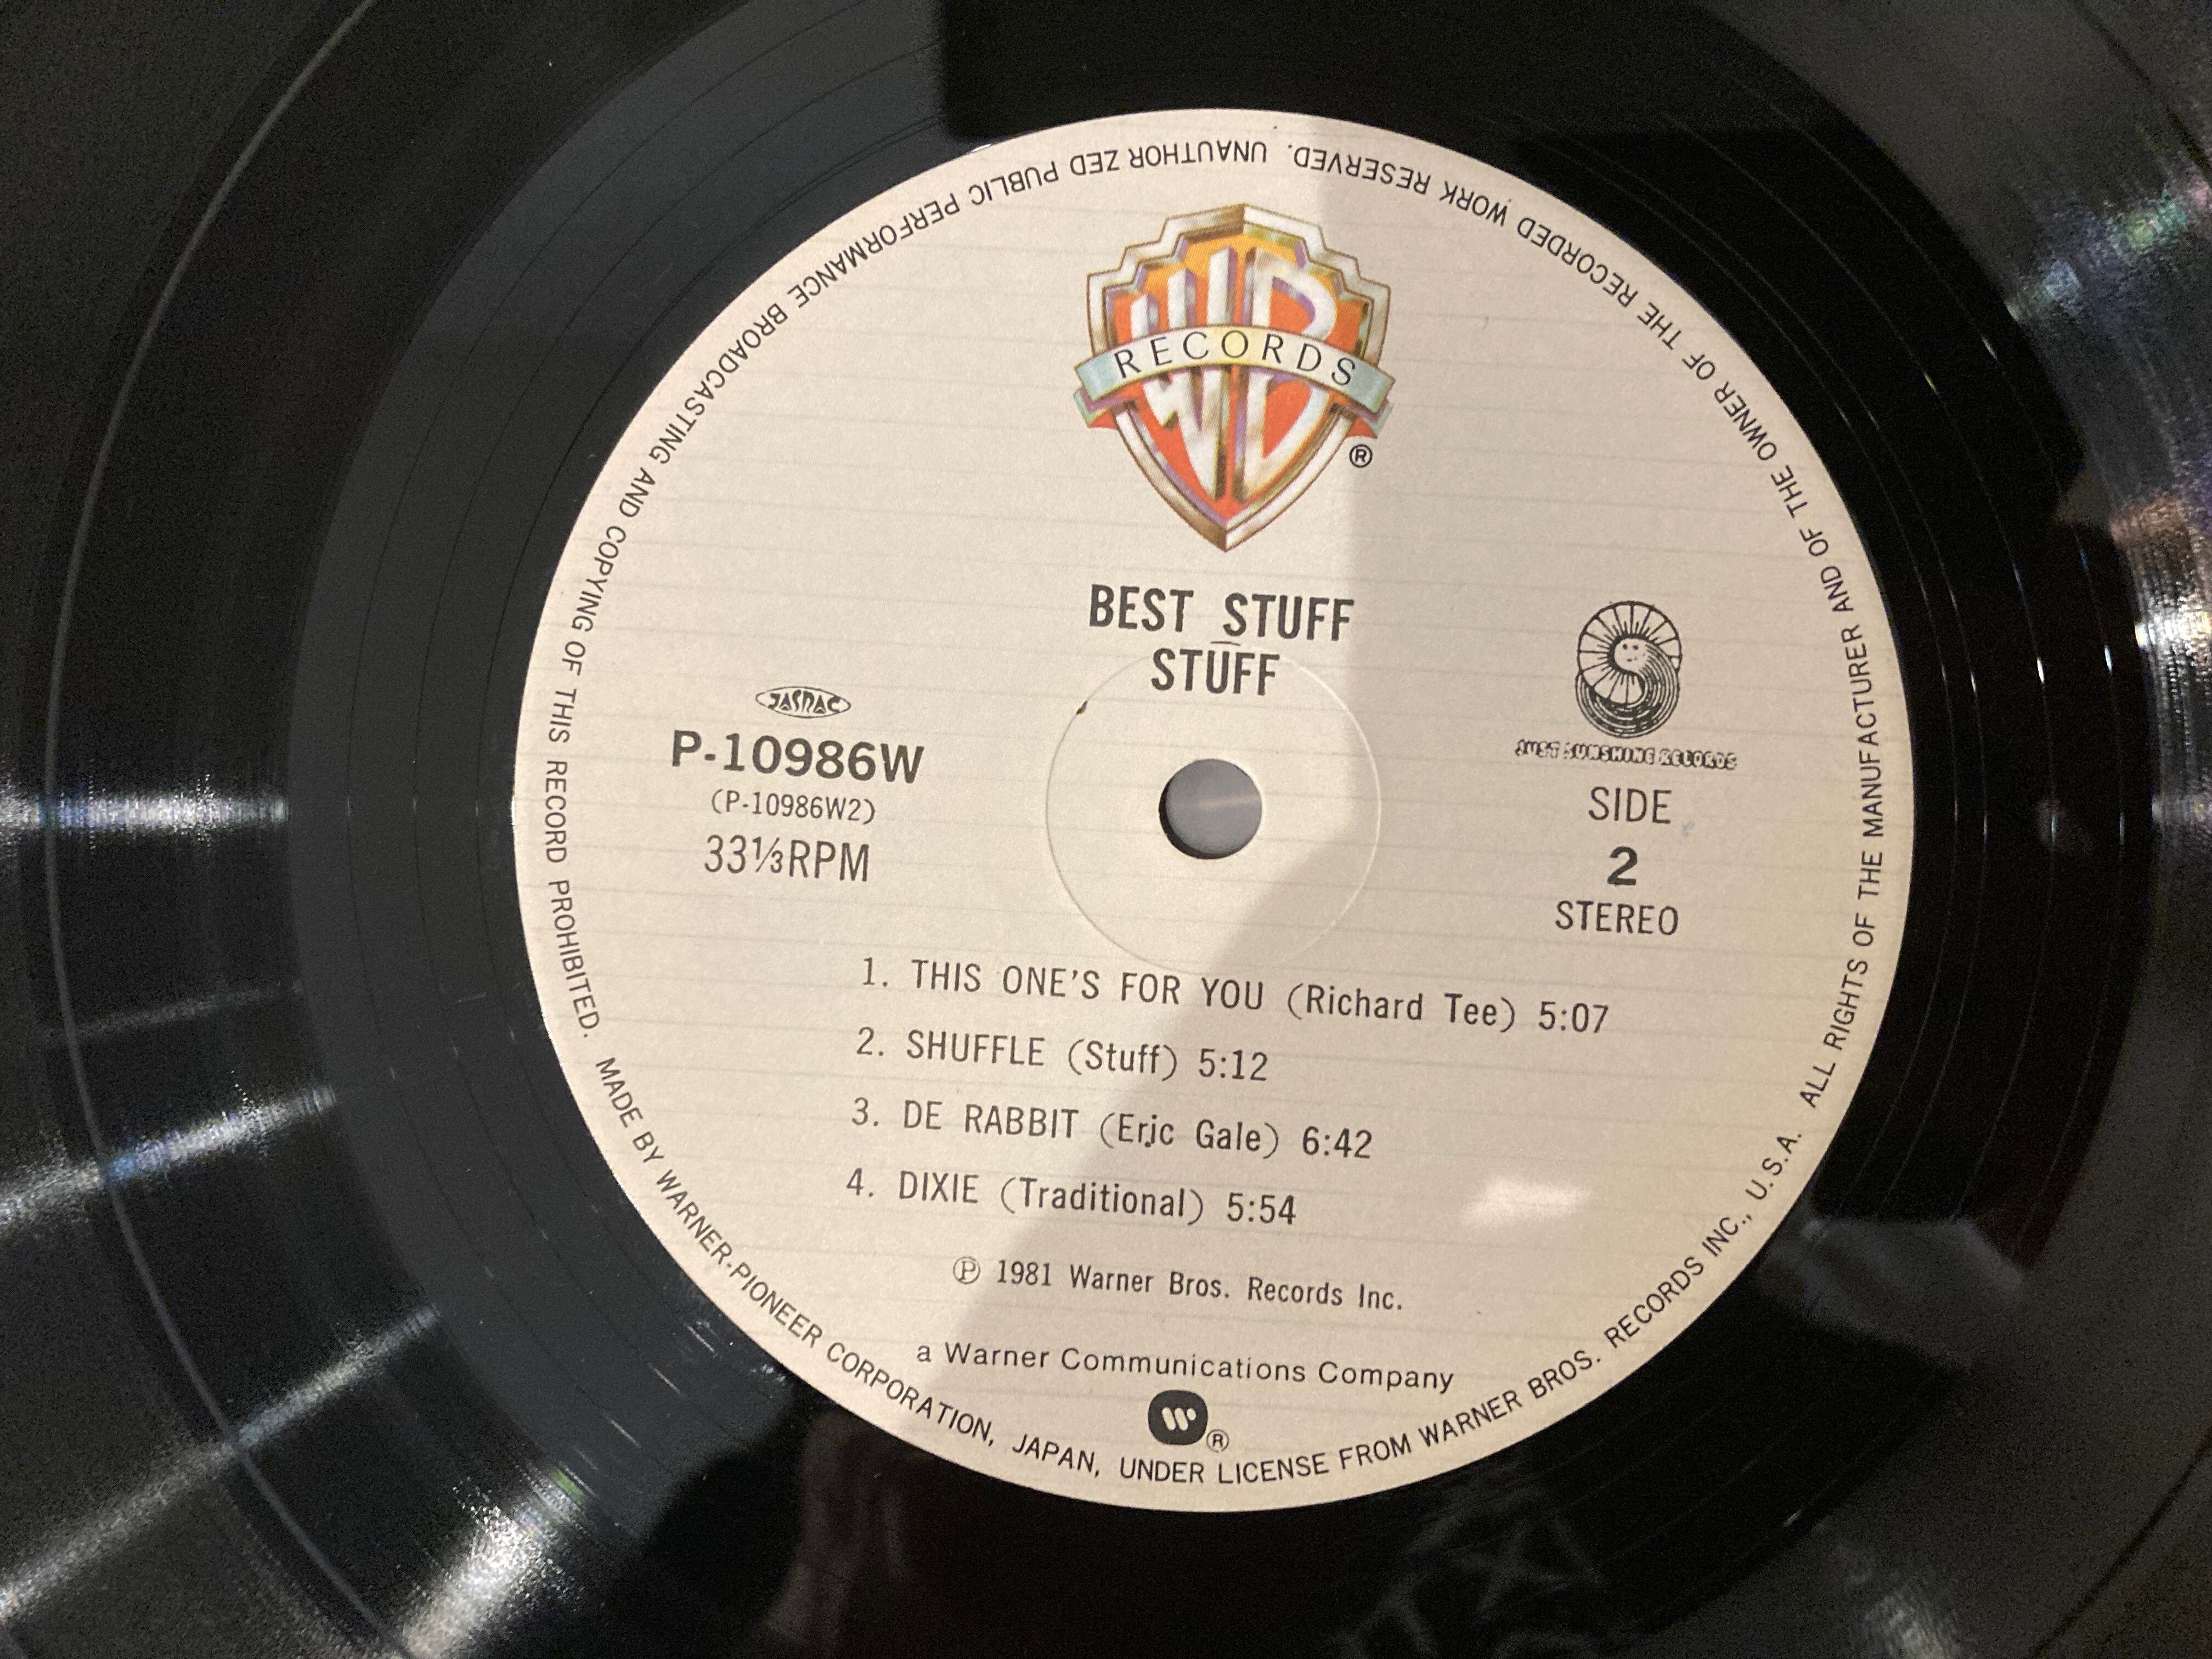 WB
RECORDS
®
BEST STUFF
STUFF
JASRAC
P-10986W
(P-10986W2)
33⅓RPM
JUST SUNSHINE RECORDS
SIDE
2
STEREO
1. THIS ONE'S FOR YOU (Richard Tee) 5:07
2. SHUFFLE (Stuff) 5:12
3. DE RABBIT (Eric Gale) 6:42
4. DIXIE (Traditional) 5:54
Ⓟ 1981 Warner Bros. Records Inc.
a Warner Communications Company
®
MADE BY WARNER-PIONEER CORPORATION, JAPAN, UNDER LICENSE FROM WARNER BROS. RECORDS INC., U.S.A. ALL RIGHTS OF THE MANUFACTURER AND OF THE OWNER OF THE RECORDED WORK RESERVED. UNAUTHOR ZED PUBLIC PERFORMANCE BROADCASTING AND COPYING OF THIS RECORD PROHIBITED.